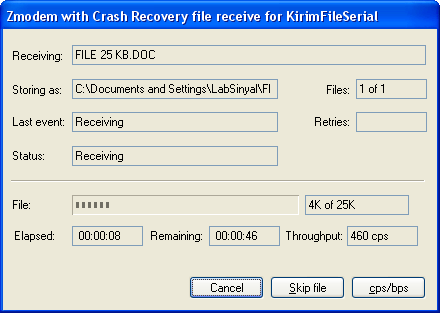 Zmodem with Crash Recovery file receive for KirimFileSerial
Receiving: FILE 25 KB.DOC
Storing as: C:\Documents and Settings\LabSinyal\FI Files: 1 of 1
Last event: Receiving Retries:
Status: Receiving
File: 4K of 25K
Elapsed: 00:00:08 Remaining: 00:00:46 Throughput: 460 cps
Cancel Skip file cps/bps